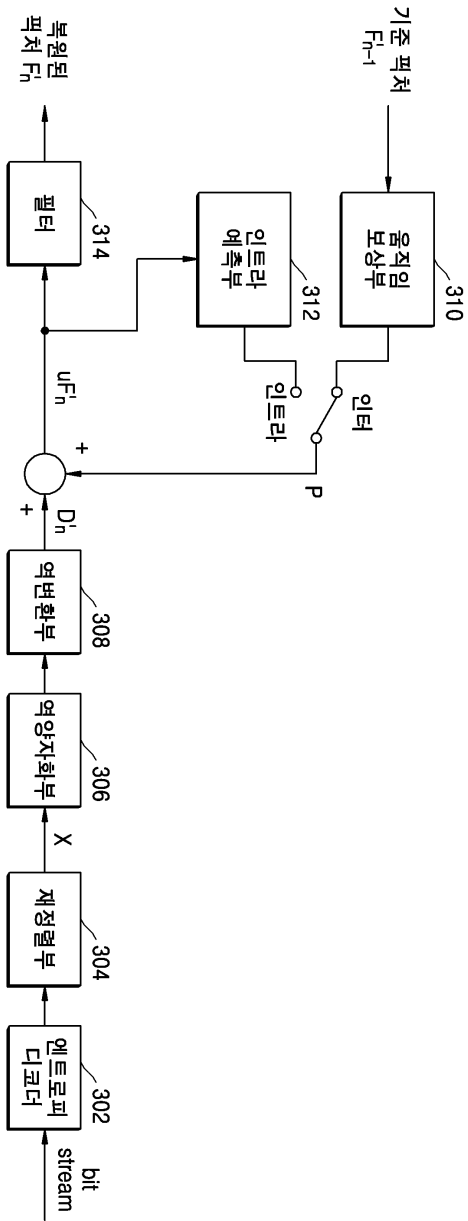 기준 픽처
F'n-1
움직임
보상부
310
인터
인트라
예측부
312
인트라
P
복원된
픽처 F'n
필터
314
uF'n
+
+
D'n
역변환부
308
역양자화부
306
X
재정렬부
304
엔트로피
디코더
302
bit
stream